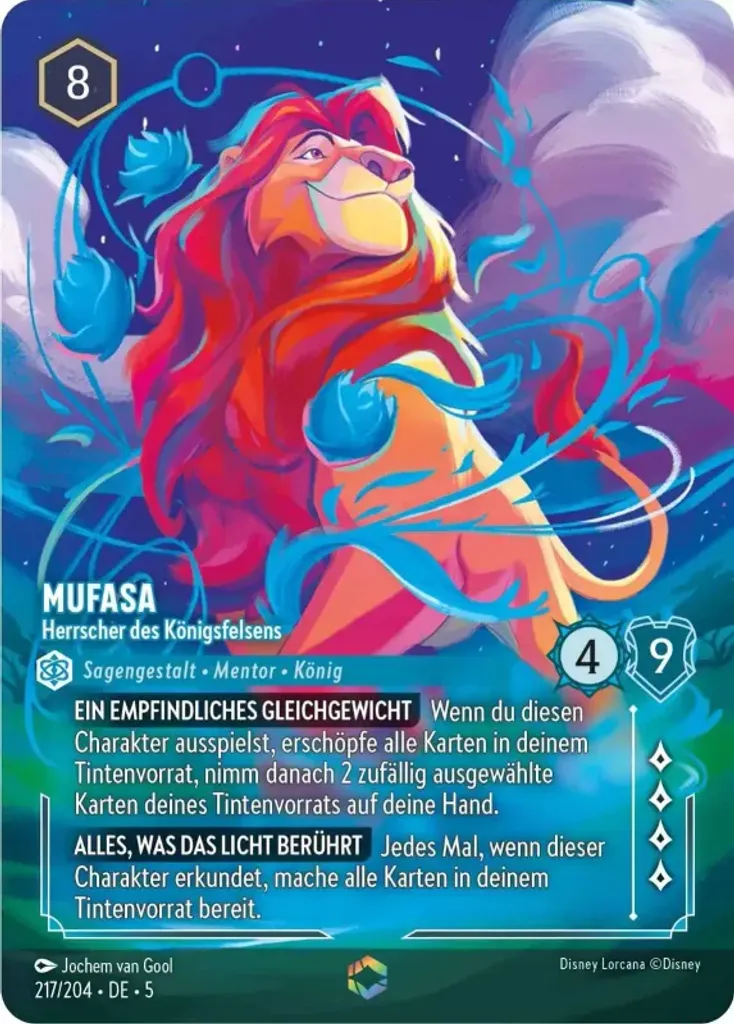 8
MUFASA
Herrscher des Königsfelsens
Sagengestalt • Mentor • König
4
9
EIN EMPFINDLICHES GLEICHGEWICHT Wenn du diesen
Charakter ausspielst, erschöpfe alle Karten in deinem
Tintenvorrat, nimm danach 2 zufällig ausgewählte
Karten deines Tintenvorrats auf deine Hand.
ALLES, WAS DAS LICHT BERÜHRT Jedes Mal, wenn dieser
Charakter erkundet, mache alle Karten in deinem
Tintenvorrat bereit.
Jochem van Gool
Disney Lorcana ©Disney
217/204 • DE • 5